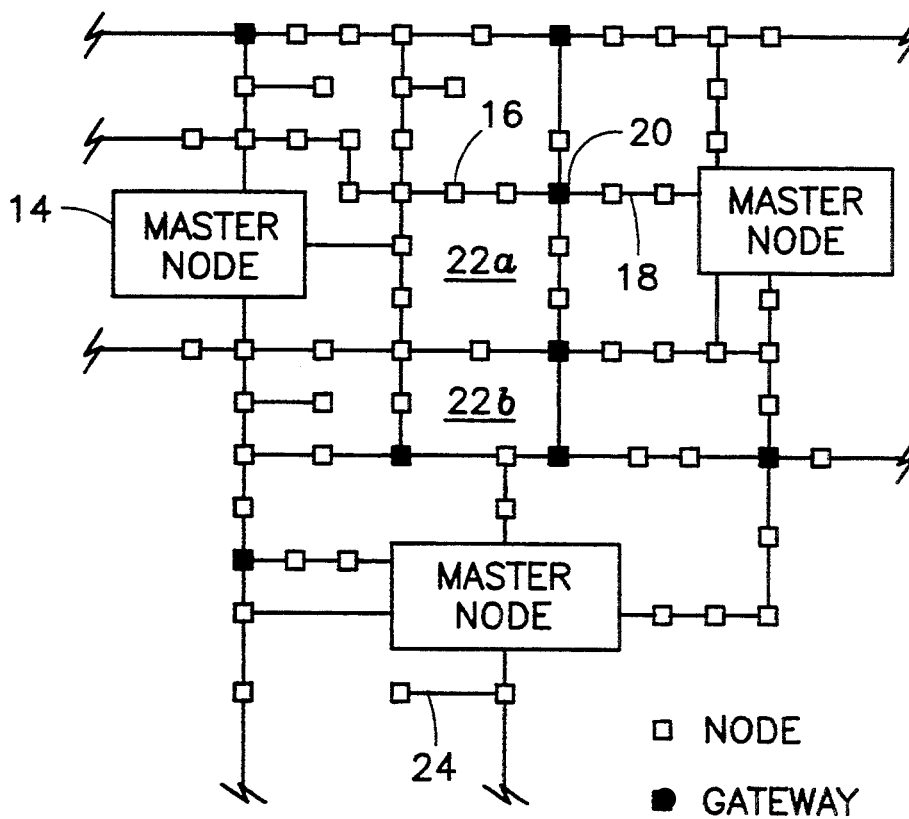 16
20
14
MASTER
NODE
MASTER
NODE
22a
18
22b
MASTER
NODE
24
NODE
GATEWAY